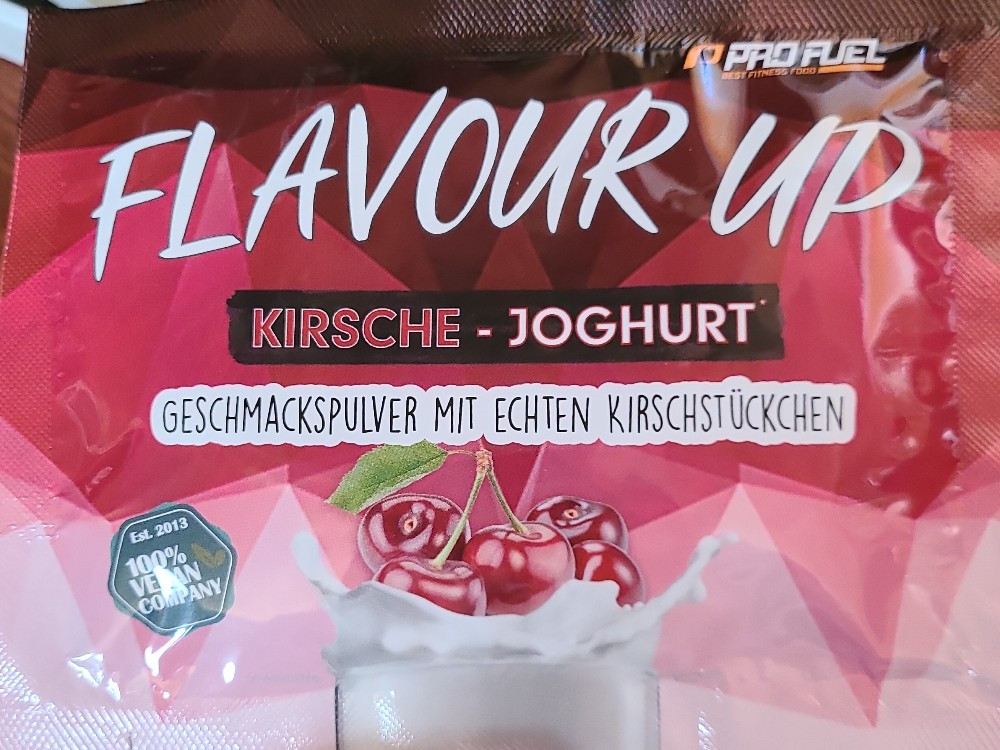 PROFUEL
BEST FITNESS FOOD
FLAVOUR UP
KIRSCHE - JOGHURT*
GESCHMACKSPULVER MIT ECHTEN KIRSCHSTÜCKCHEN
Est. 2013
100%
VEGAN
COMPANY